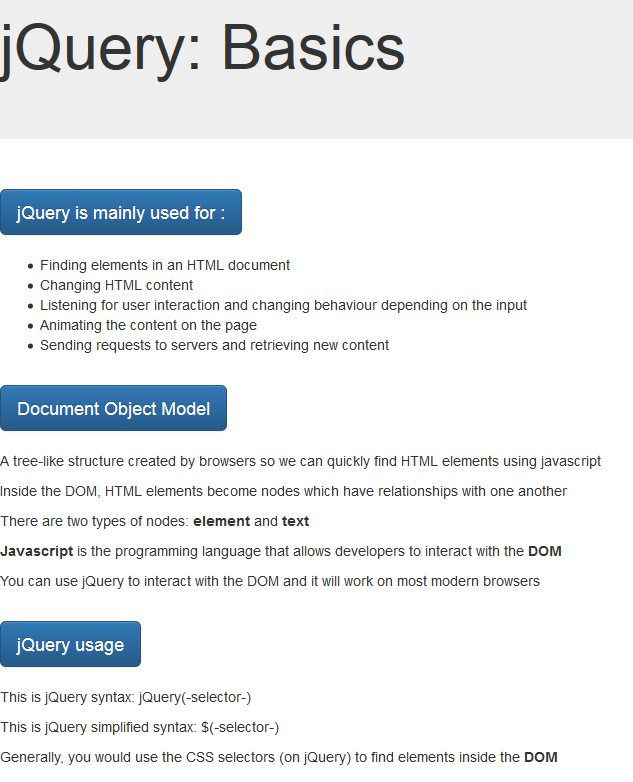 jQuery: Basics
jQuery is mainly used for :
Finding elements in an HTML document
Changing HTML content
Listening for user interaction and changing behaviour depending on the input
Animating the content on the page
Sending requests to servers and retrieving new content
Document Object Model
A tree-like structure created by browsers so we can quickly find HTML elements using javascript
Inside the DOM, HTML elements become nodes which have relationships with one another
There are two types of nodes: element and text
Javascript is the programming language that allows developers to interact with the DOM
You can use jQuery to interact with the DOM and it will work on most modern browsers
jQuery usage
This is jQuery syntax: jQuery(-selector-)
This is jQuery simplified syntax: $(-selector-)
Generally, you would use the CSS selectors (on jQuery) to find elements inside the DOM